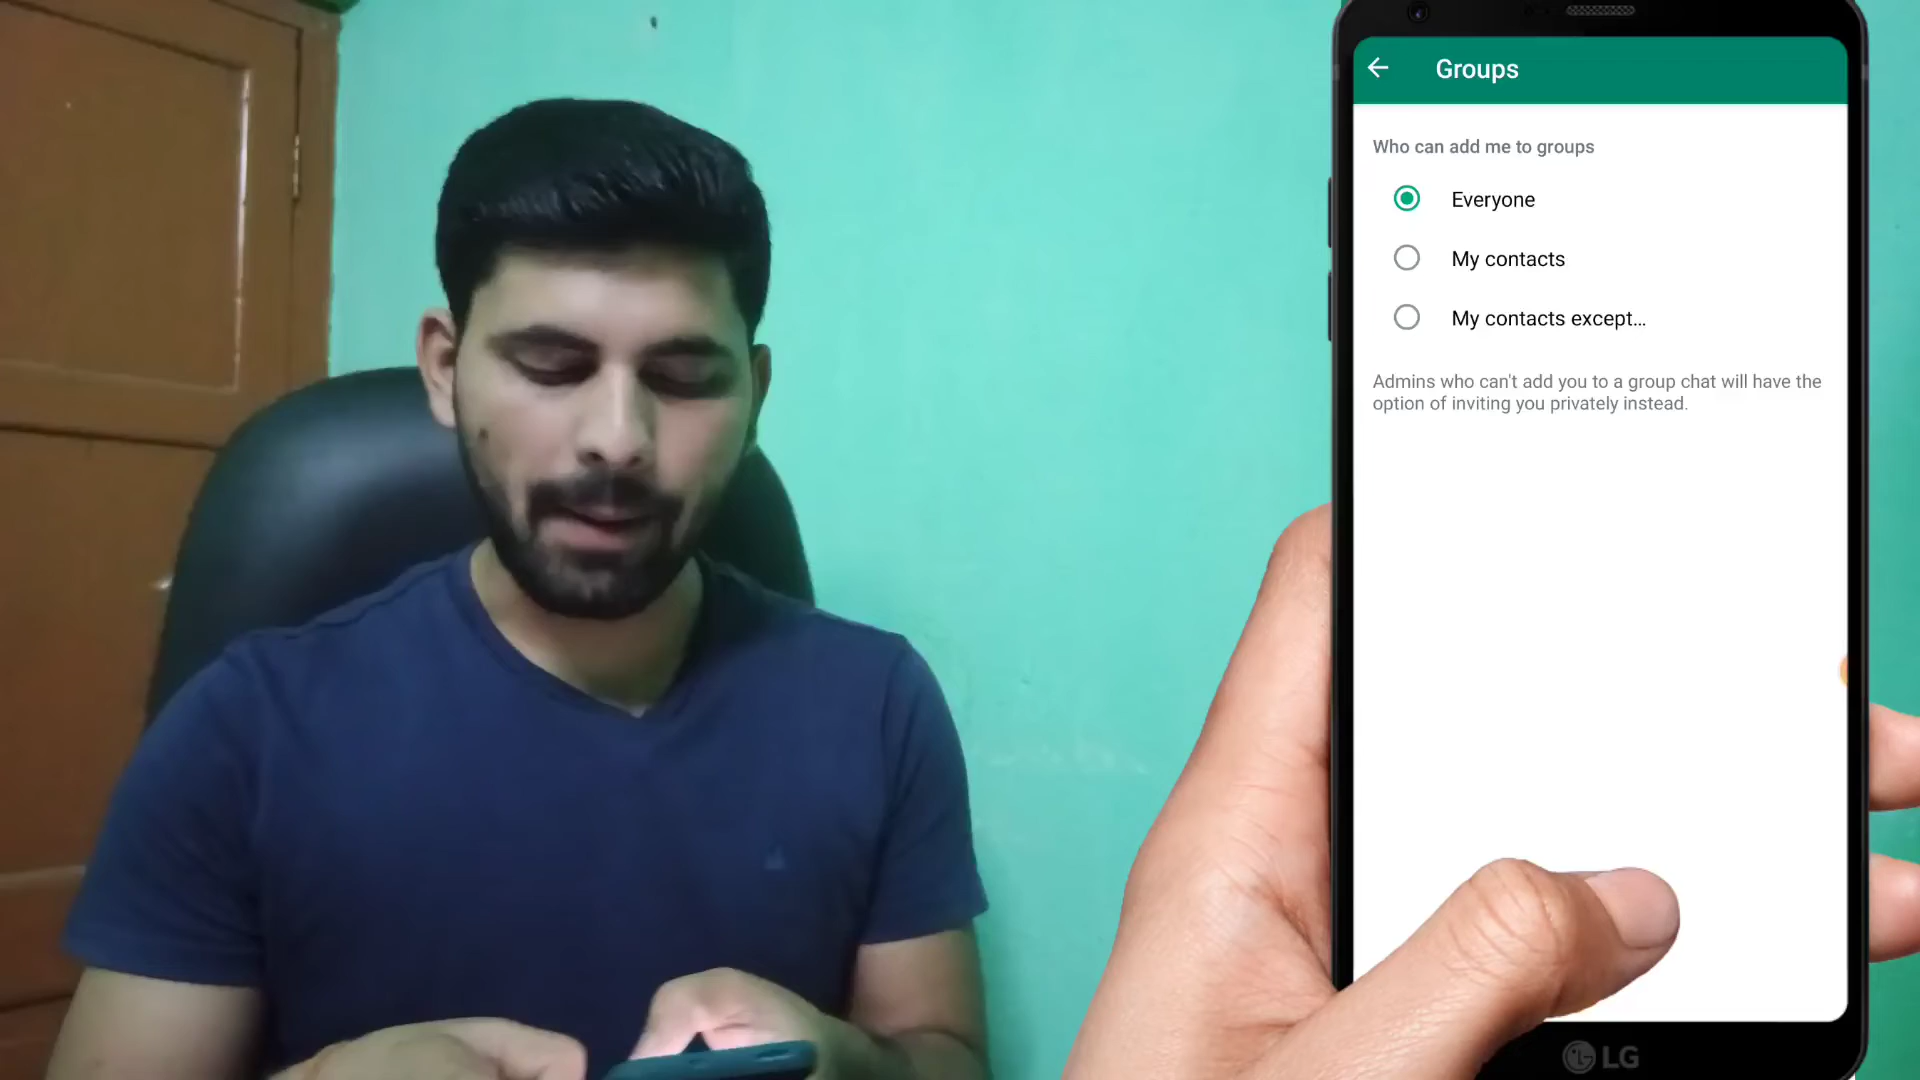 Groups
Who can add me to groups
Everyone
My contacts
My contacts except...
Admins who can't add you to a group chat will have the
option of inviting you privately instead.
LG